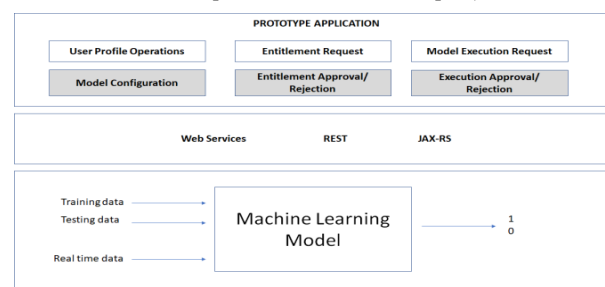 PROTOTYPE APPLICATION
User Profile Operations
Entitlement Request
Model Execution Request
Model Configuration
Entitlement Approval/
Rejection
Execution Approval/
Rejection
Web Services
REST
JAX-RS
Training data
Testing data
Real time data
Machine Learning
Model
1
0